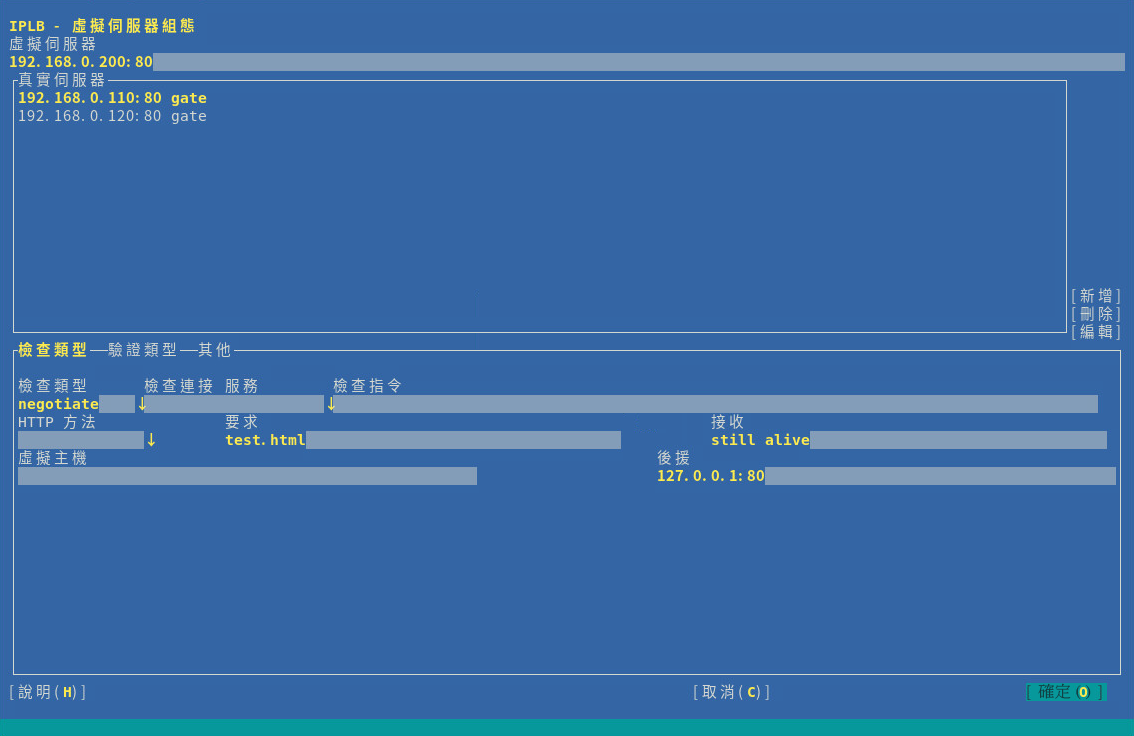 IPLB - 虛擬伺服器組態
虛擬伺服器
192.168.0.200:80
真實伺服器
192.168.0.110:80 gate
192.168.0.120:80 gate
[新增]
[刪除]
[編輯]
檢查類型—驗證類型—其他
檢查類型 檢查連接 服務 檢查指令
negotiate ↓ ↓
HTTP 方法 要求 接收
↓ test.html still alive
虛擬主機 後援
127.0.0.1:80
[說明(H)] [取消(C)] [確定(O)]